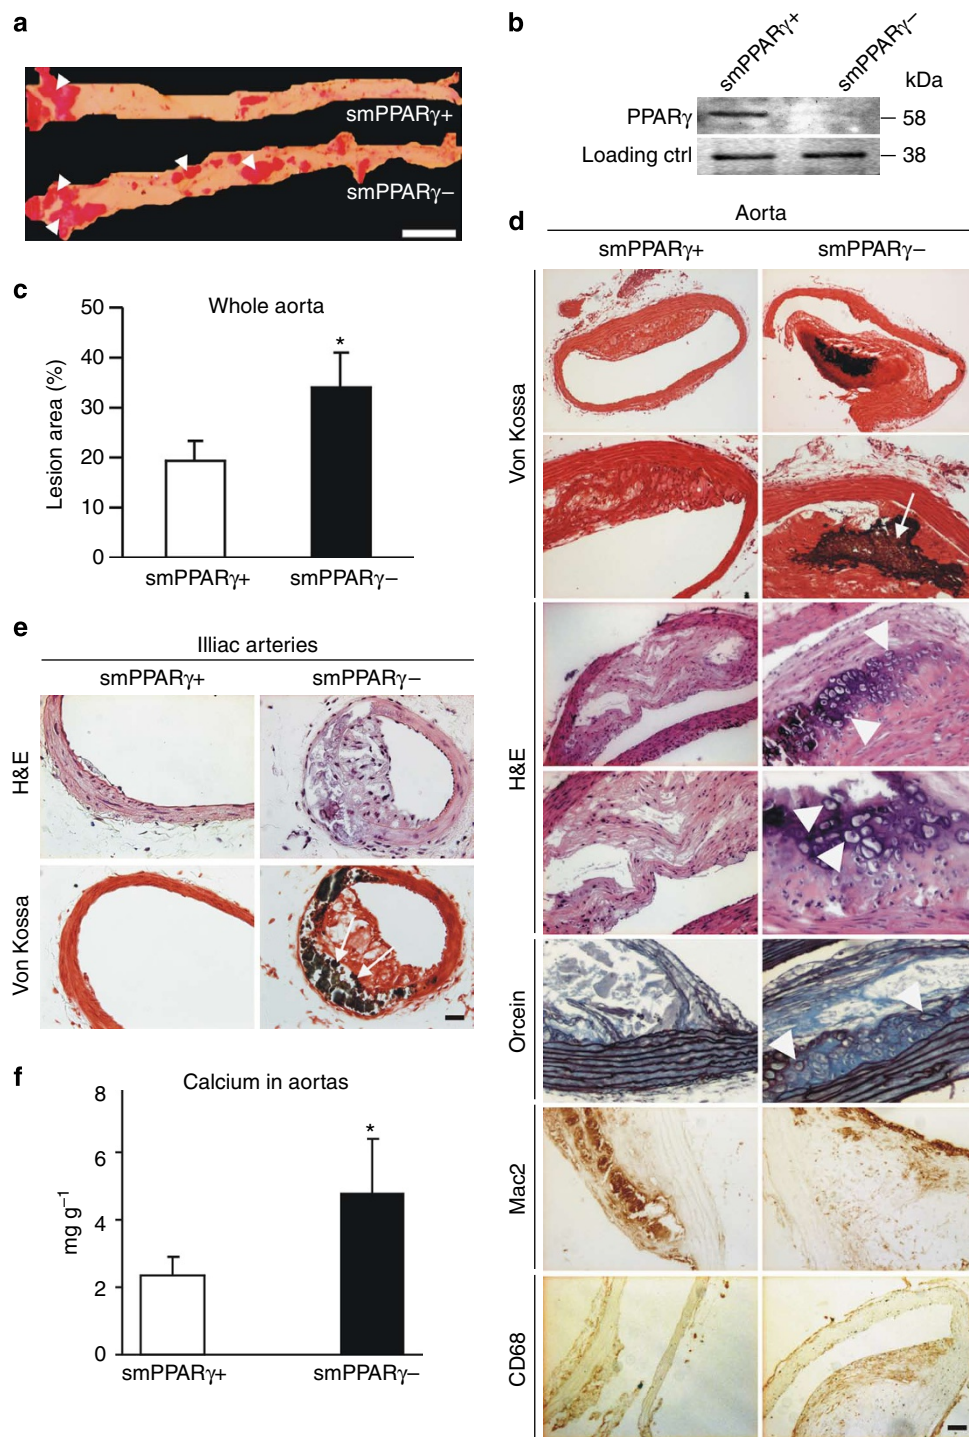 a
smPPARγ+
smPPARγ−
b
smPPARγ+
smPPARγ−
kDa
PPARγ
58
Loading ctrl
38
c
Whole aorta
Lesion area (%)
50
40
30
20
10
0
*
smPPARγ+
smPPARγ−
d
Aorta
smPPARγ+
smPPARγ−
Von Kossa
H&E
Orcein
Mac2
CD68
e
Illiac arteries
smPPARγ+
smPPARγ−
H&E
Von Kossa
f
Calcium in aortas
mg g⁻¹
8
6
4
2
0
*
smPPARγ+
smPPARγ−